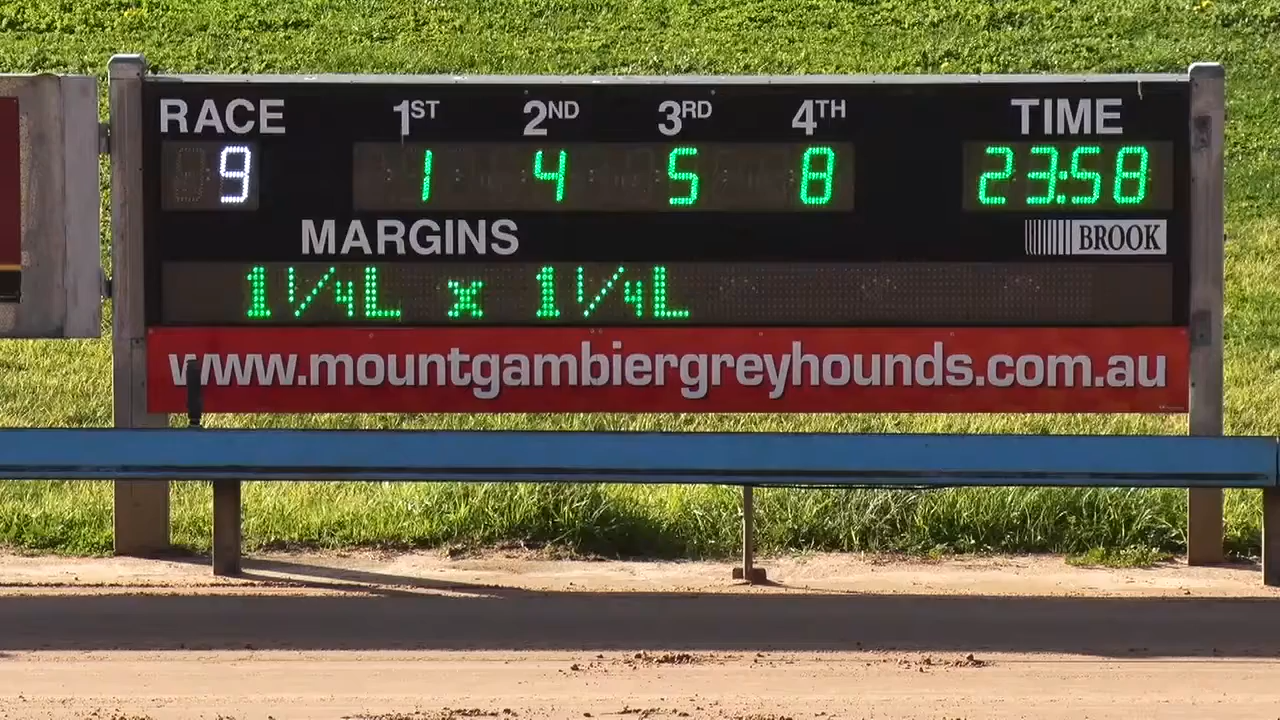 RACE 1ST 2ND 3RD 4TH TIME
9 1 4 5 8 23:58
MARGINS BROOK
1¼L x 1¼L
www.mountgambiergreyhounds.com.au